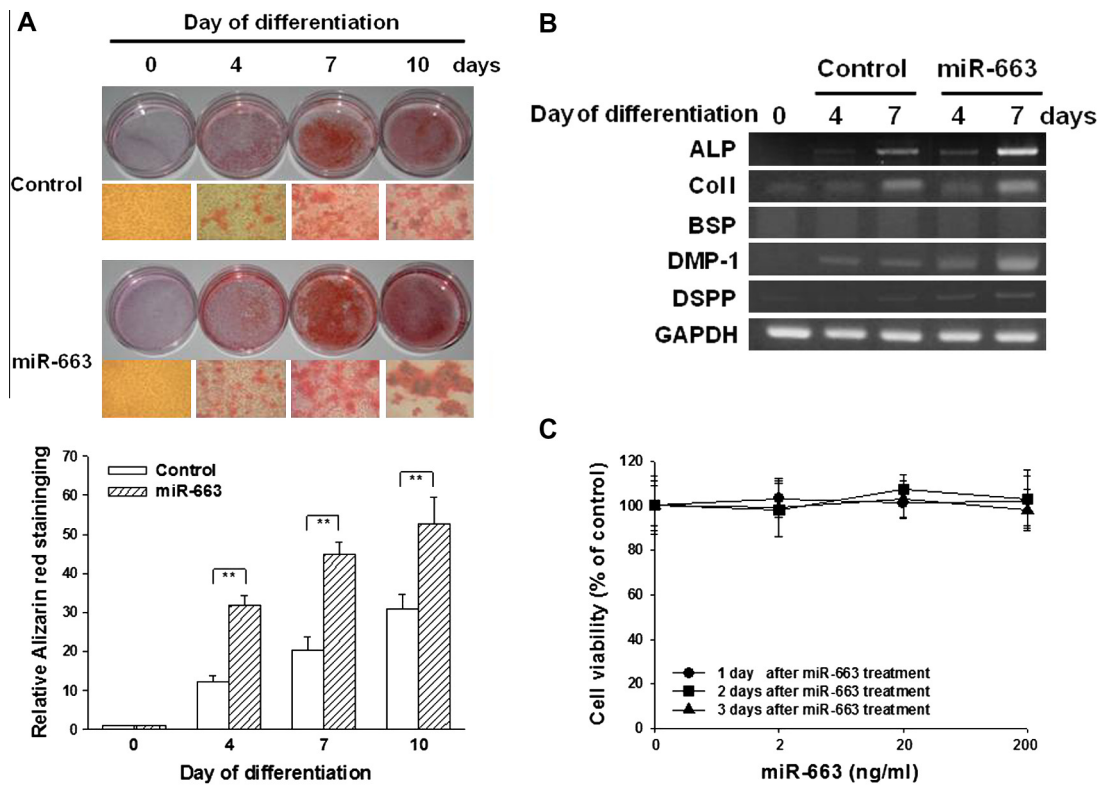 A
Day of differentiation
0 4 7 10 days
Control
miR-663
70
60
50
40
30
20
10
0
Relative Alizarin red staininging
Control
miR-663
**
**
**
0 4 7 10
Day of differentiation
B
Control miR-663
Day of differentiation 0 4 7 4 7 days
ALP
Coll
BSP
DMP-1
DSPP
GAPDH
C
120
100
80
60
40
20
0
Cell viability (% of control)
1 day after miR-663 treatment
2 days after miR-663 treatment
3 days after miR-663 treatment
0 2 20 200
miR-663 (ng/ml)